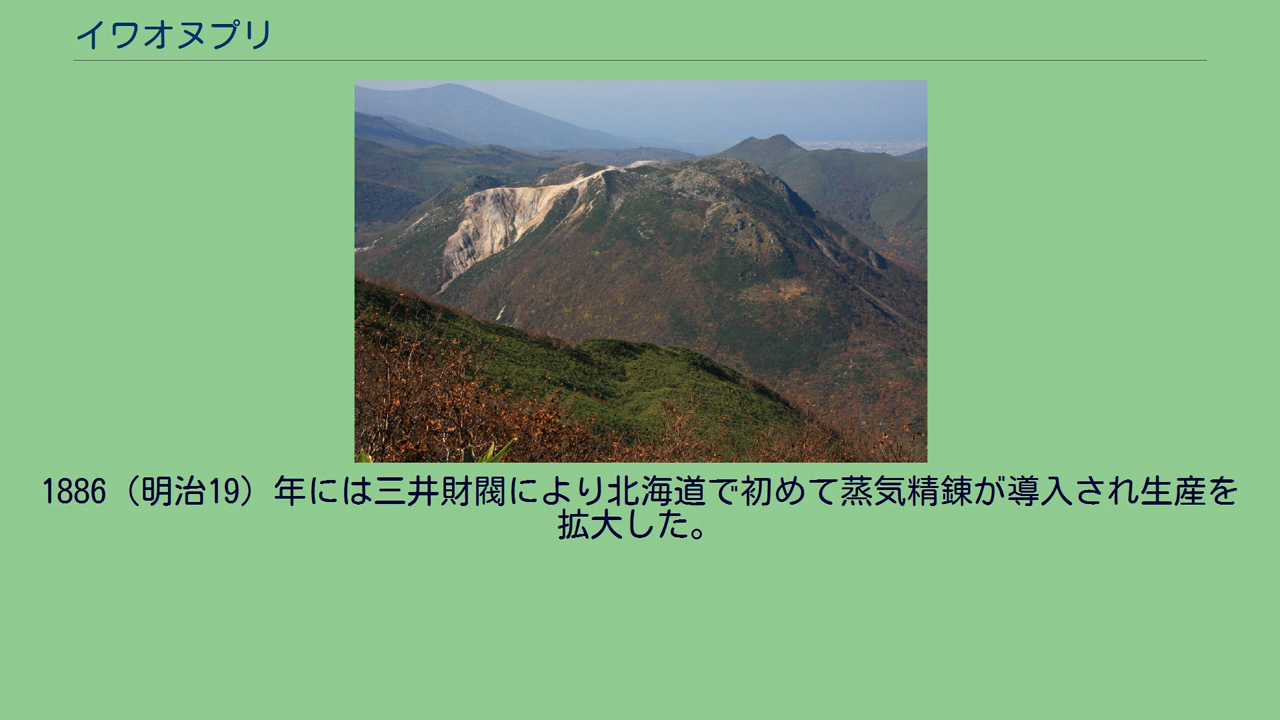 イワオヌプリ
1886（明治19）年には三井財閥により北海道で初めて蒸気精錬が導入され生産を
拡大した。